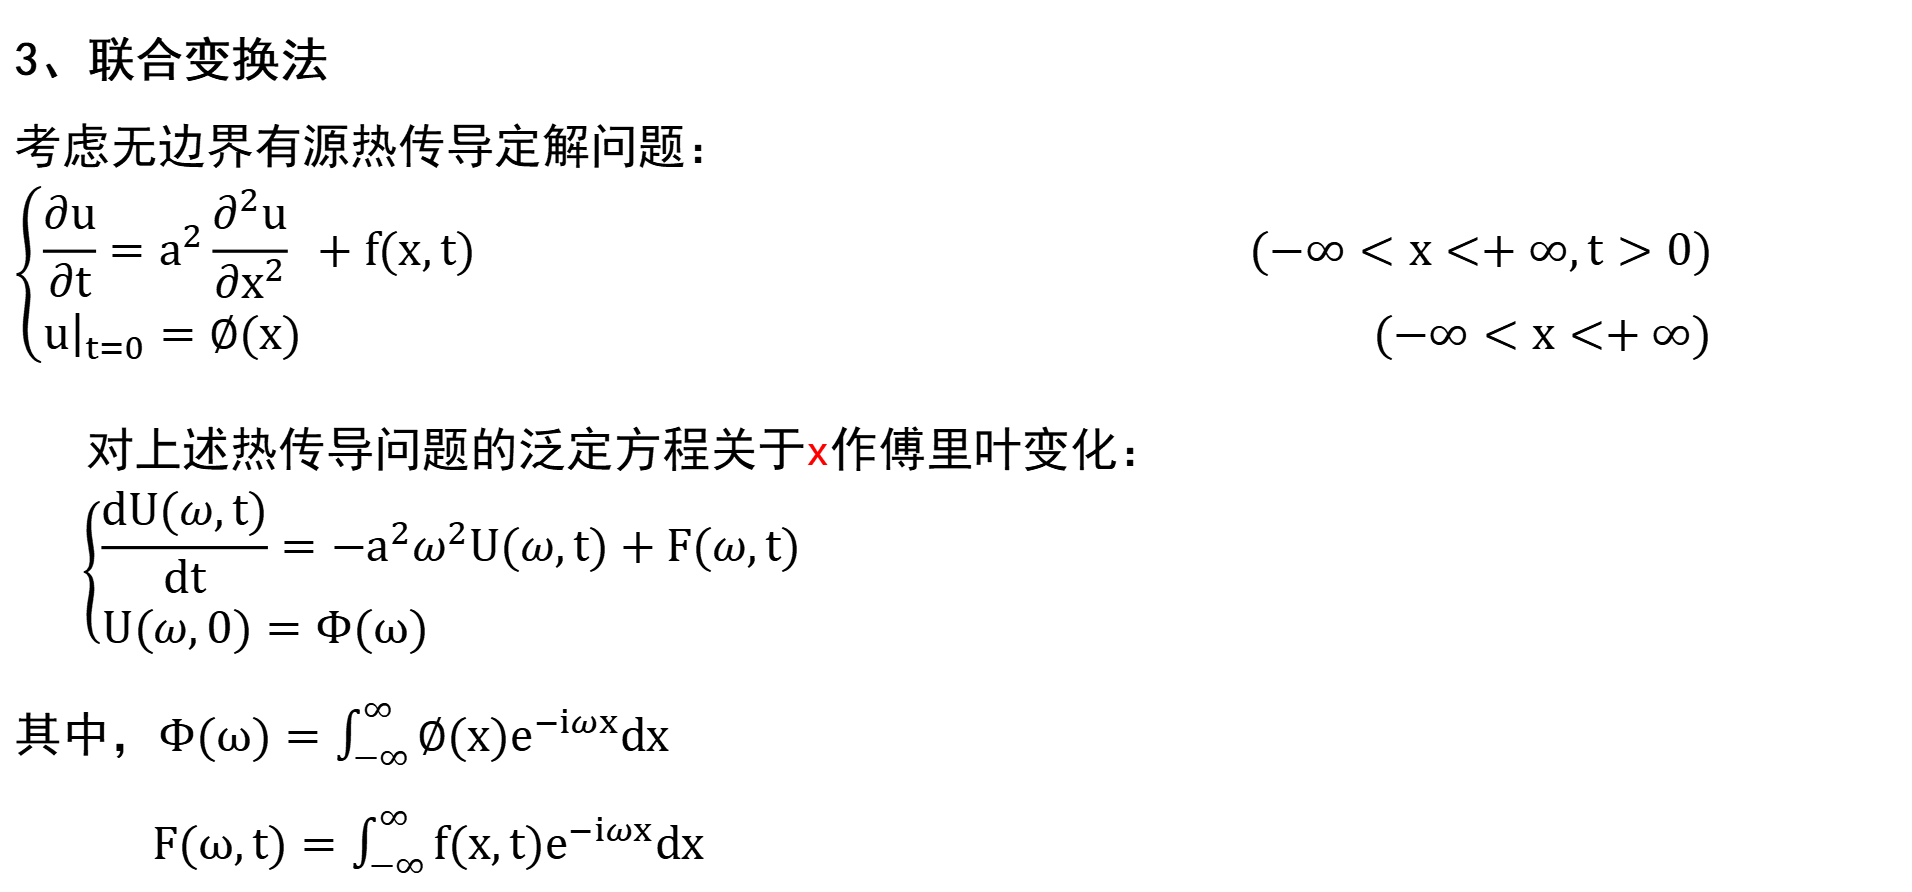 3、联合变换法
考虑无边界有源热传导定解问题：
∂u/∂t = a² ∂²u/∂x² + f(x, t) (−∞ < x <+ ∞, t > 0)
u|t=0 = ∅(x) (−∞ < x <+ ∞)
对上述热传导问题的泛定方程关于x作傅里叶变化：
dU(ω, t)/dt = −a²ω²U(ω, t) + F(ω, t)
U(ω, 0) = Φ(ω)
其中，Φ(ω) = ∫_{−∞}^{∞} ∅(x)e^{−iωx}dx
F(ω, t) = ∫_{−∞}^{∞} f(x, t)e^{−iωx}dx